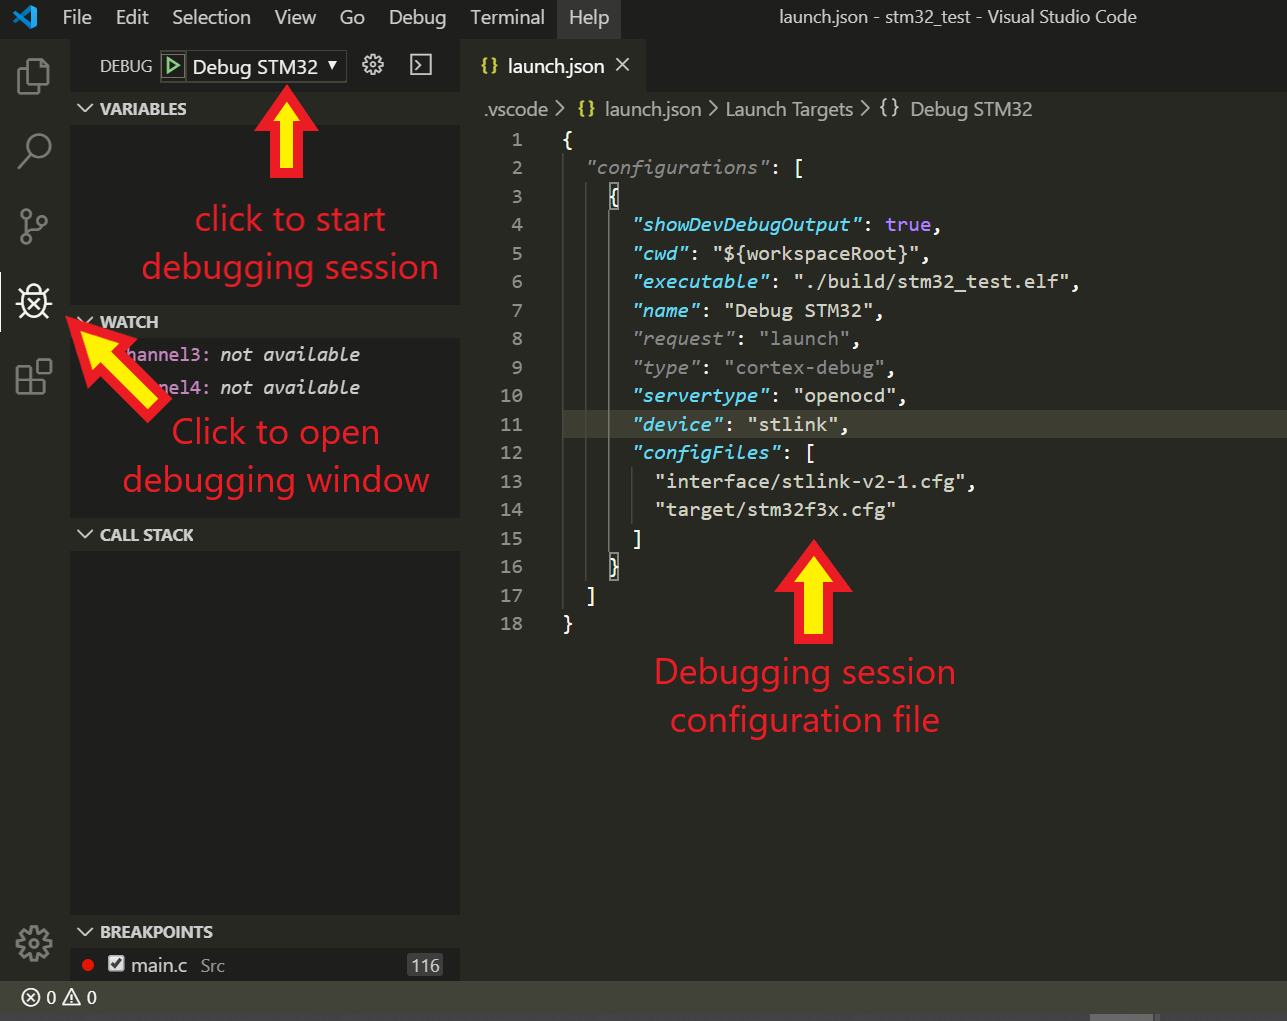 File Edit Selection View Go Debug Terminal Help launch.json - stm32_test - Visual Studio Code
DEBUG Debug STM32
VARIABLES
click to start
debugging session
WATCH
hannel3: not available
nel4: not available
Click to open
debugging window
CALL STACK
BREAKPOINTS
main.c Src 116
0 0
{} launch.json
.vscode > {} launch.json > Launch Targets > {} Debug STM32
1 {
2 "configurations": [
3 {
4 "showDevDebugOutput": true,
5 "cwd": "${workspaceRoot}",
6 "executable": "./build/stm32_test.elf",
7 "name": "Debug STM32",
8 "request": "launch",
9 "type": "cortex-debug",
10 "servertype": "openocd",
11 "device": "stlink",
12 "configFiles": [
13 "interface/stlink-v2-1.cfg",
14 "target/stm32f3x.cfg"
15 ]
16 }
17 ]
18 }
Debugging session
configuration file